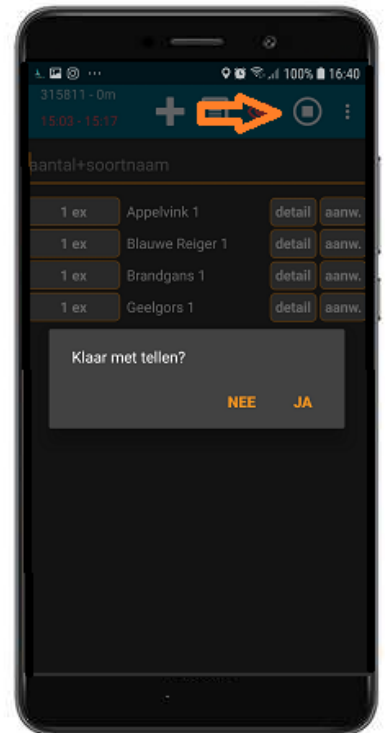 100% 16:40
315811 - 0m
15:03 - 15:17
aantal+soortnaam
1 ex Appelvink 1 detail aanw.
1 ex Blauwe Reiger 1 detail aanw.
1 ex Brandgans 1 detail aanw.
1 ex Geelgors 1 detail aanw.
Klaar met tellen?
NEE JA